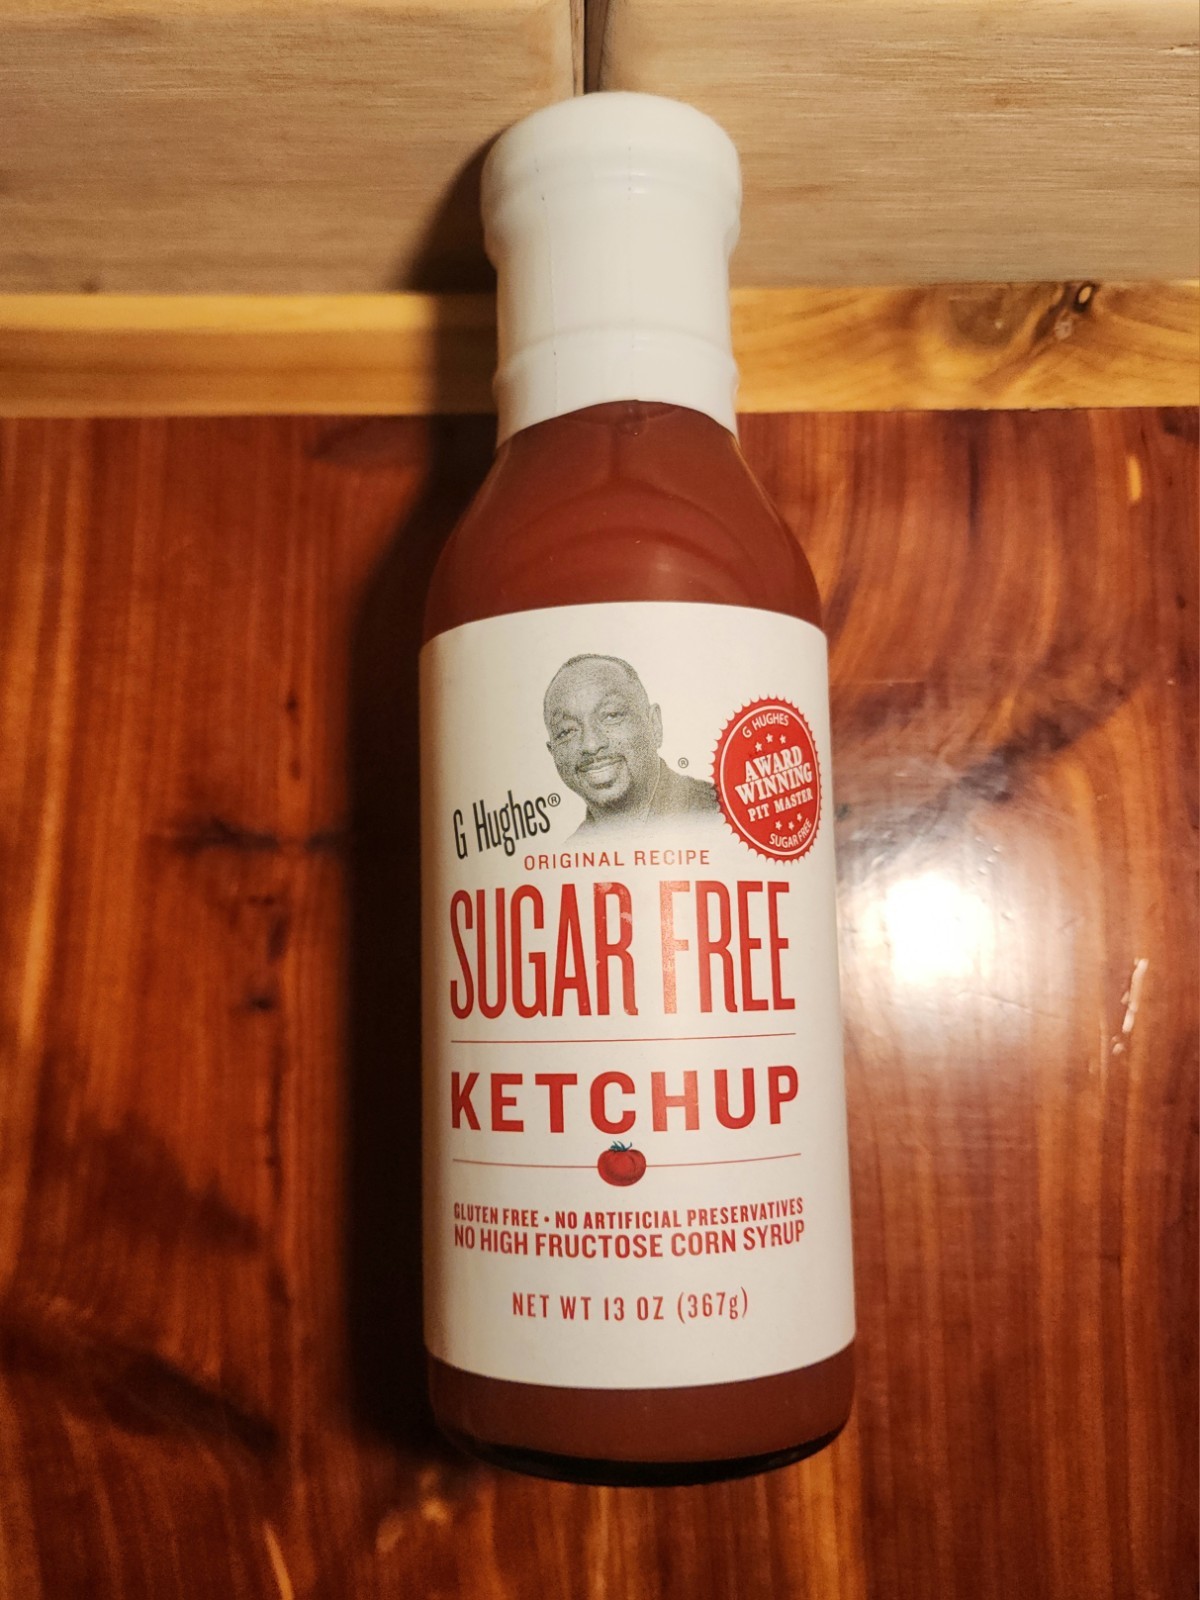 G Hughes®
®
G HUGHES
AWARD
WINNING
PIT MASTER
SUGAR FREE
ORIGINAL RECIPE
SUGAR FREE
KETCHUP
GLUTEN FREE • NO ARTIFICIAL PRESERVATIVES
NO HIGH FRUCTOSE CORN SYRUP
NET WT 13 OZ (367g)